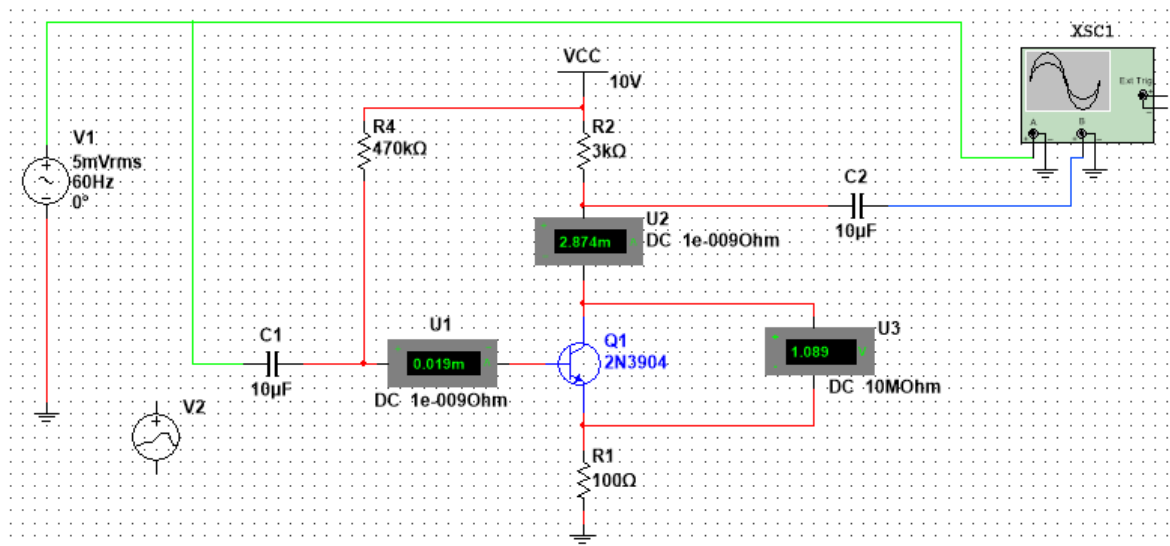 XSC1
Ext Trig
+
A
B
VCC
10V
V1
5mVrms
60Hz
0°
R4
470kΩ
R2
3kΩ
C2
10µF
U2
2.874m
DC 1e-009Ohm
C1
10µF
U1
0.019m
DC 1e-009Ohm
Q1
2N3904
U3
1.089
V
DC 10MOhm
V2
R1
100Ω